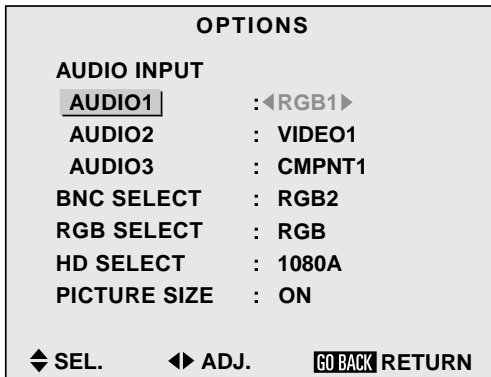 OPTIONS
AUDIO INPUT
AUDIO1 : ◀RGB1▶
AUDIO2 : VIDEO1
AUDIO3 : CMPNT1
BNC SELECT : RGB2
RGB SELECT : RGB
HD SELECT : 1080A
PICTURE SIZE : ON
▲▼ SEL. ◀▶ ADJ. GO BACK RETURN